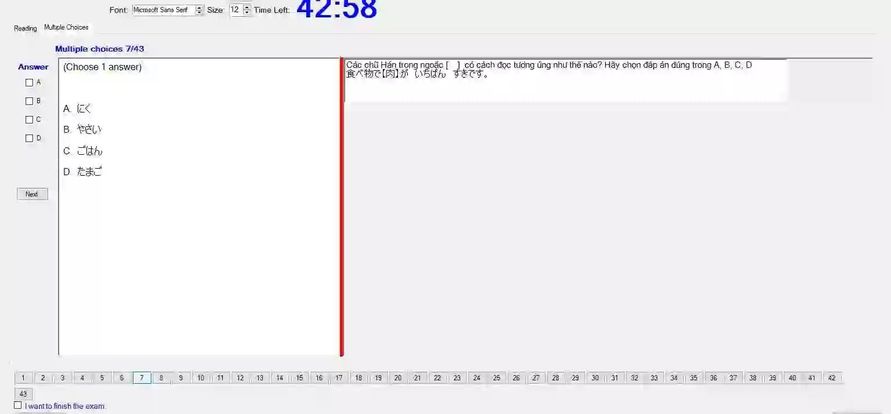 Font: Microsoft Sans Serif Size: 12 Time Left: 42:58
Reading Multiple Choices
Multiple choices 7/43
Answer
A
B
C
D
Next
(Choose 1 answer)
A. にく
B. やさい
C. ごはん
D. たまご
Các chữ Hán trong ngoặc [ ] có cách đọc tương ứng như thế nào? Hãy chọn đáp án đúng trong A, B, C, D
食べ物で【肉】が いちばん すきです。
1 2 3 4 5 6 7 8 9 10 11 12 13 14 15 16 17 18 19 20 21 22 23 24 25 26 27 28 29 30 31 32 33 34 35 36 37 38 39 40 41 42
43
I want to finish the exam